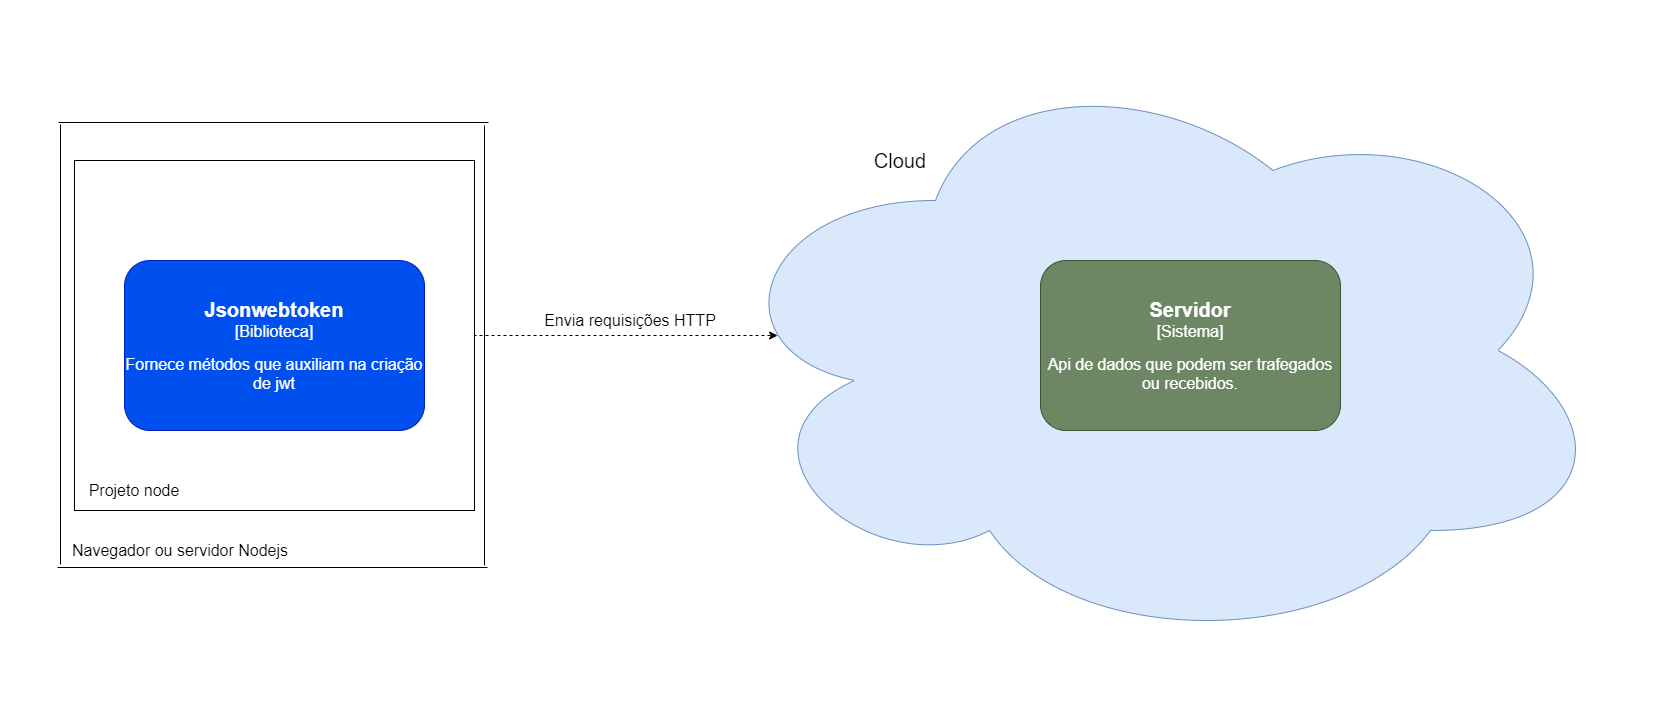 Cloud
Jsonwebtoken
[Biblioteca]
Fornece métodos que auxiliam na criação
de jwt
Envia requisições HTTP
Servidor
[Sistema]
Api de dados que podem ser trafegados
ou recebidos.
Projeto node
Navegador ou servidor Nodejs